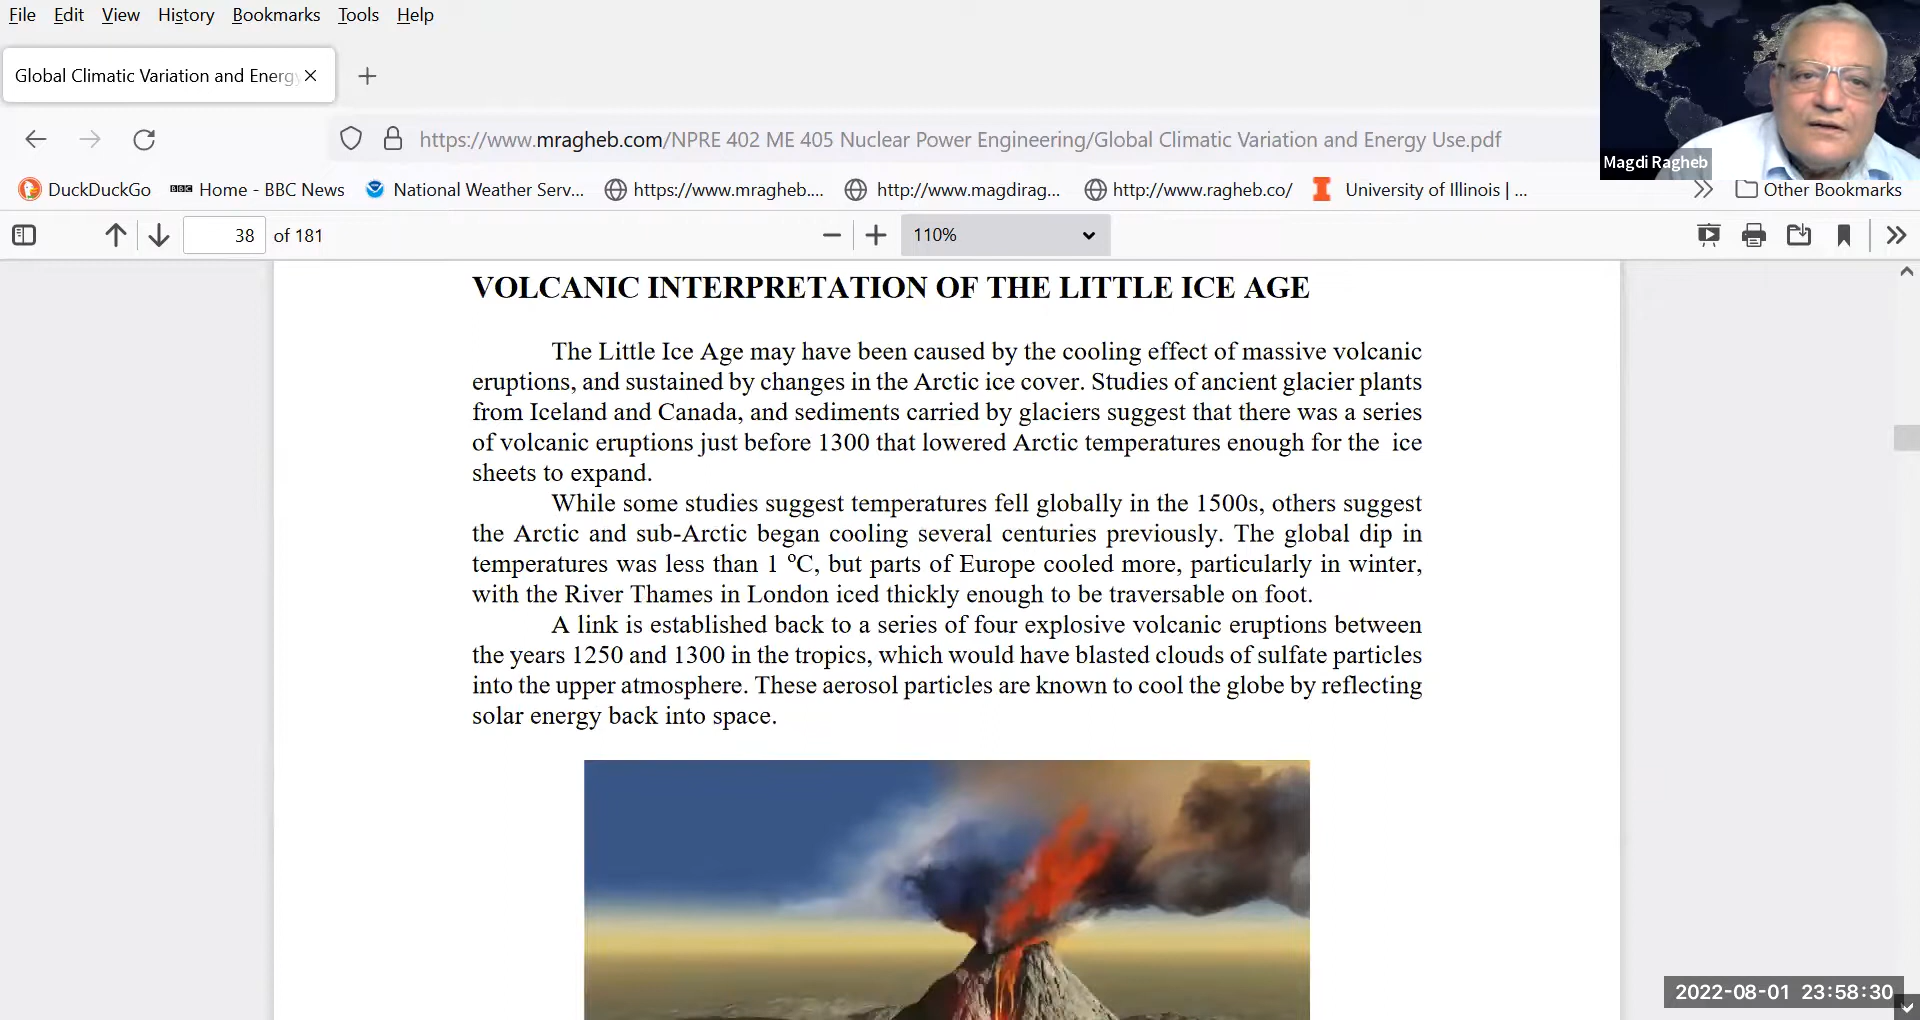 File Edit View History Bookmarks Tools Help
Global Climatic Variation and Energ
https://www.mragheb.com/NPRE 402 ME 405 Nuclear Power Engineering/Global Climatic Variation and Energy Use.pdf
Magdi Ragheb
DuckDuckGo BBC Home - BBC News National Weather Serv... https://www.mragheb.... http://www.magdirag... http://www.ragheb.co/ University of Illinois | ... Other Bookmarks
38 of 181 110%
VOLCANIC INTERPRETATION OF THE LITTLE ICE AGE
The Little Ice Age may have been caused by the cooling effect of massive volcanic
eruptions, and sustained by changes in the Arctic ice cover. Studies of ancient glacier plants
from Iceland and Canada, and sediments carried by glaciers suggest that there was a series
of volcanic eruptions just before 1300 that lowered Arctic temperatures enough for the ice
sheets to expand.
While some studies suggest temperatures fell globally in the 1500s, others suggest
the Arctic and sub-Arctic began cooling several centuries previously. The global dip in
temperatures was less than 1 °C, but parts of Europe cooled more, particularly in winter,
with the River Thames in London iced thickly enough to be traversable on foot.
A link is established back to a series of four explosive volcanic eruptions between
the years 1250 and 1300 in the tropics, which would have blasted clouds of sulfate particles
into the upper atmosphere. These aerosol particles are known to cool the globe by reflecting
solar energy back into space.
2022-08-01 23:58:30